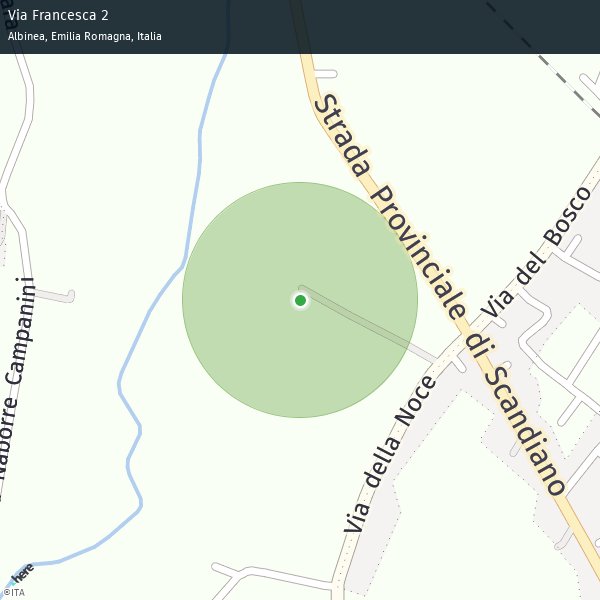 Via Francesca 2
Albinea, Emilia Romagna, Italia
Strada Provinciale di Scandiano
Via del Bosco
Via della Noce
Naborre Campanini
here
©ITA